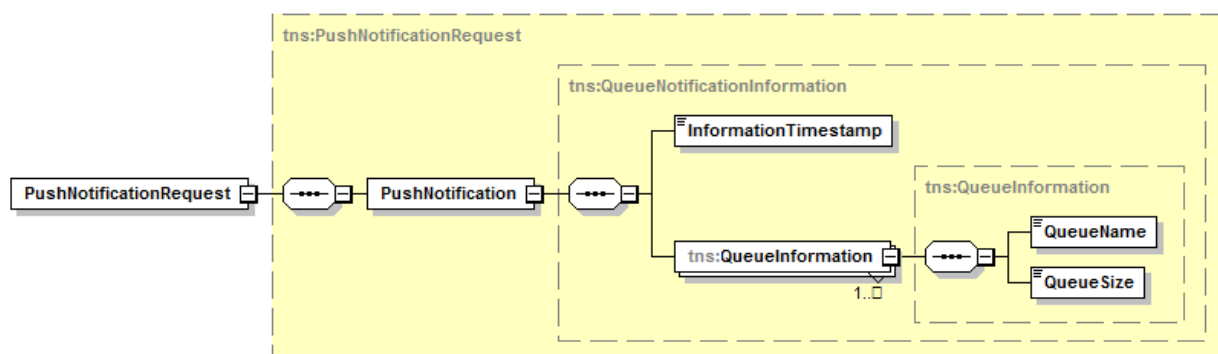 tns:PushNotificationRequest
tns:QueueNotificationInformation
InformationTimestamp
tns:QueueInformation
PushNotificationRequest
PushNotification
QueueName
tns:QueueInformation
QueueSize
1..□